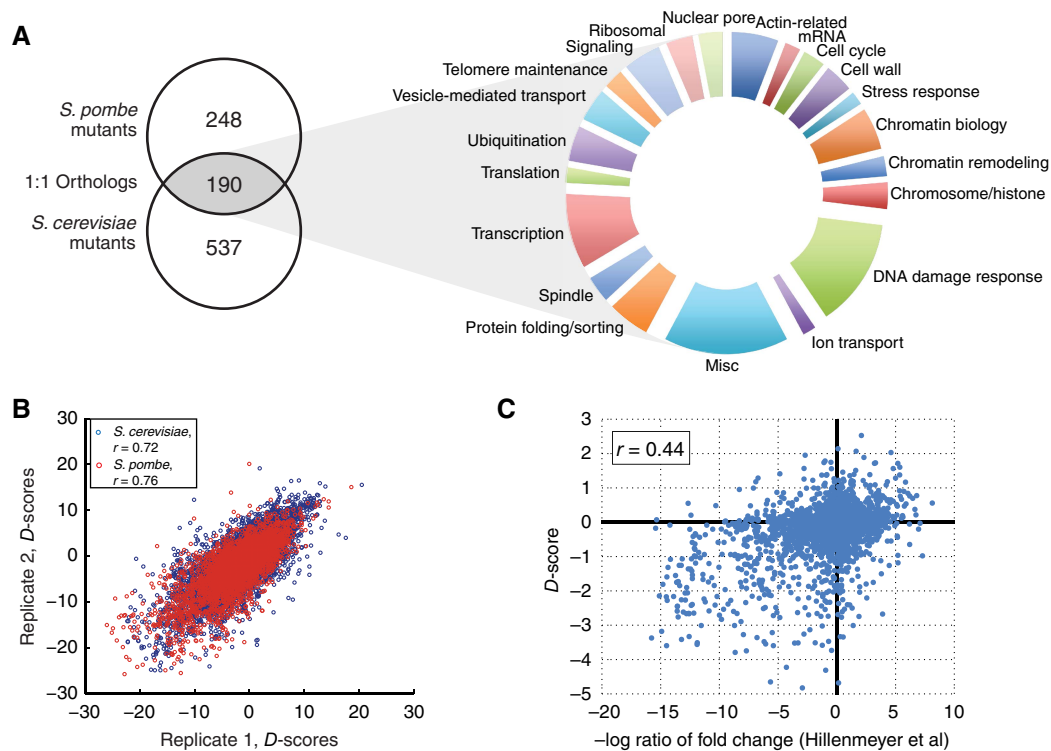 A
S. pombe
mutants
248
1:1 Orthologs
190
S. cerevisiae
mutants
537
Nuclear pore
Actin-related
mRNA
Cell cycle
Cell wall
Stress response
Chromatin biology
Chromatin remodeling
Chromosome/histone
DNA damage response
Ion transport
Misc
Protein folding/sorting
Spindle
Transcription
Translation
Ubiquitination
Vesicle-mediated transport
Telomere maintenance
Signaling
Ribosomal
B
Replicate 2, D-scores
30
20
10
0
−10
−20
−30
S. cerevisiae,
r = 0.72
S. pombe,
r = 0.76
−30 −20 −10 0 10 20 30
Replicate 1, D-scores
C
D-score
3
2
1
0
−1
−2
−3
−4
−5
r = 0.44
−20 −15 −10 −5 0 5 10
−log ratio of fold change (Hillenmeyer et al)